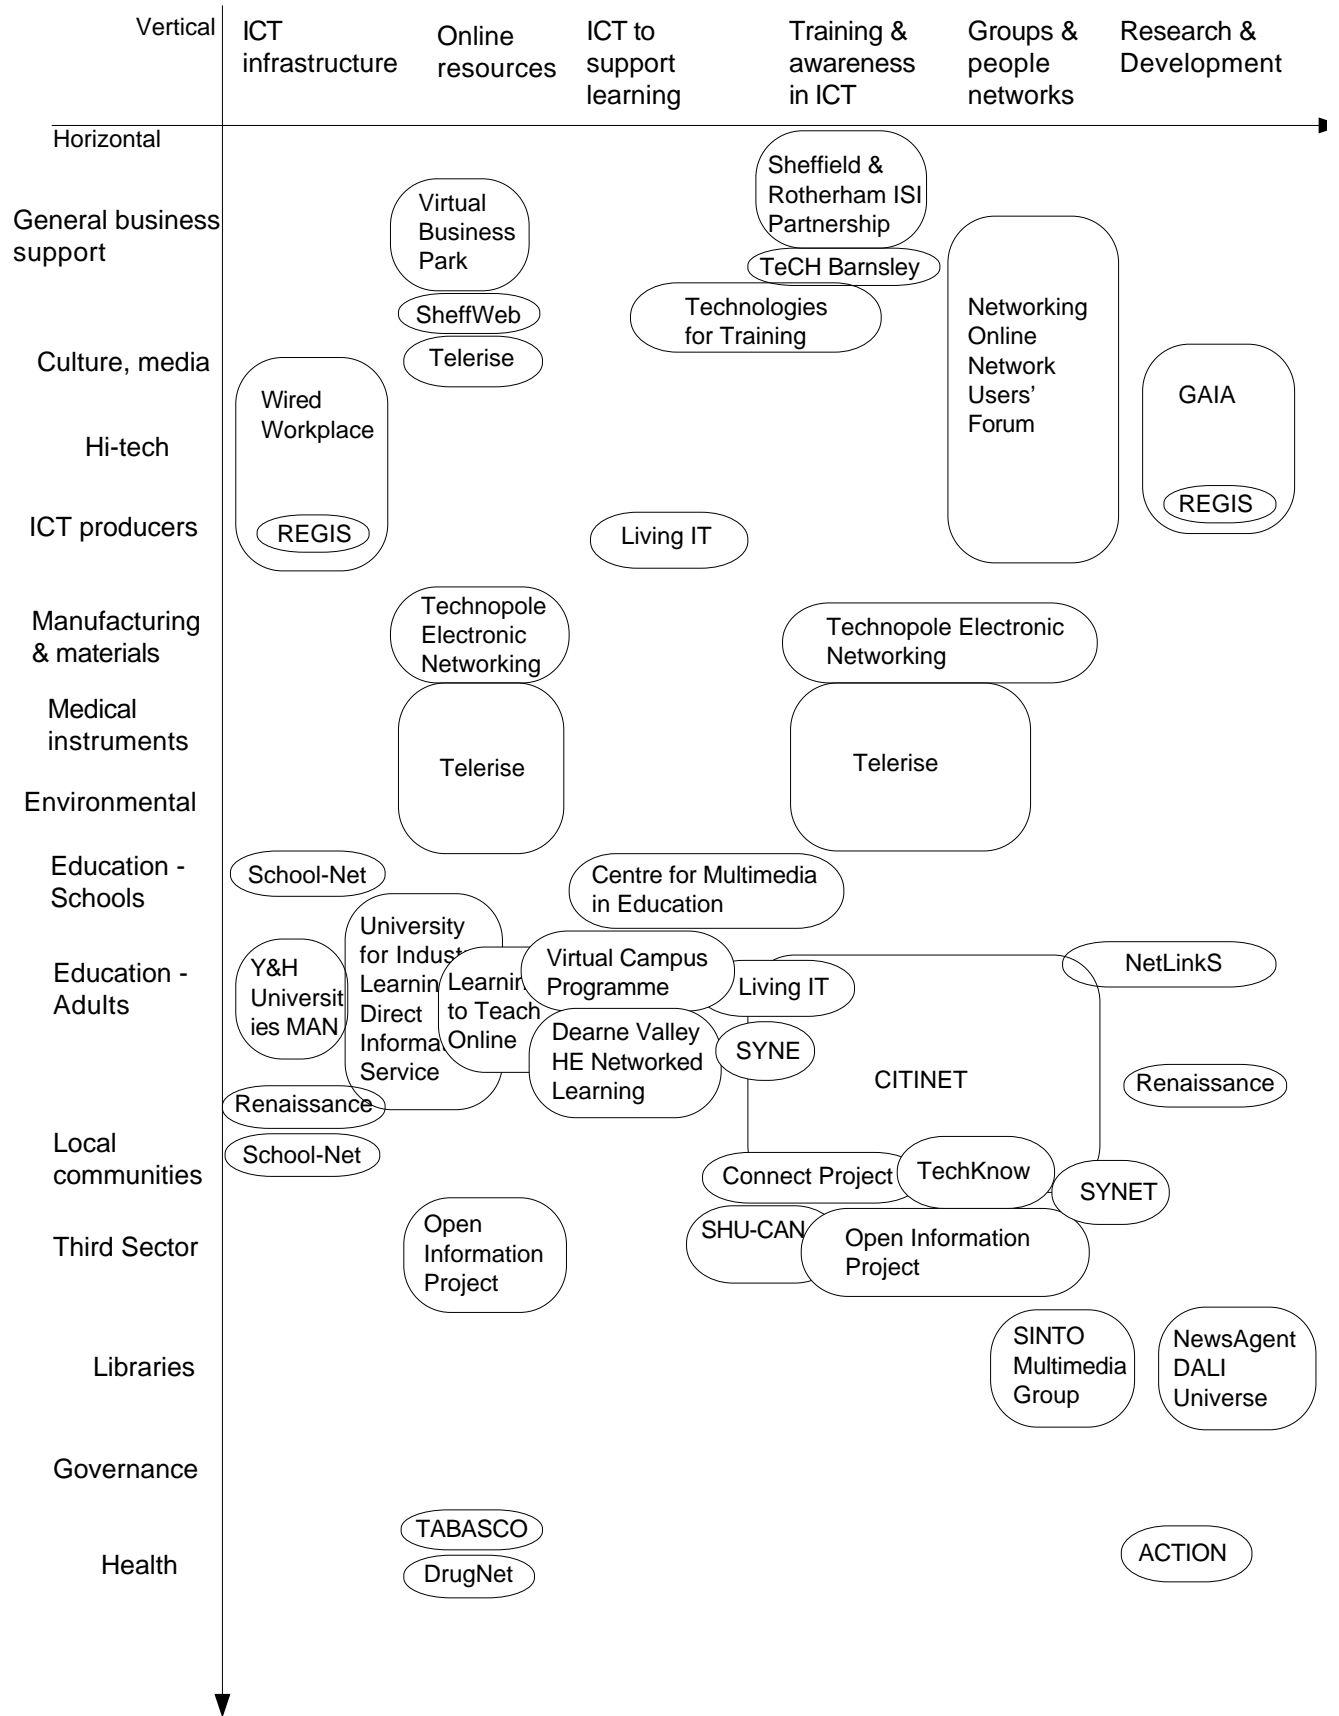 Vertical
ICT
infrastructure
Online
resources
ICT to
support
learning
Training &
awareness
in ICT
Groups &
people
networks
Research &
Development
Horizontal
General business
support
Culture, media
Hi-tech
ICT producers
Manufacturing
& materials
Medical
instruments
Environmental
Education -
Schools
Education -
Adults
Local
communities
Third Sector
Libraries
Governance
Health
Sheffield &
Rotherham ISI
Partnership
TeCH Barnsley
Virtual
Business
Park
SheffWeb
Telerise
Technologies
for Training
Networking
Online
Network
Users'
Forum
Wired
Workplace
REGIS
GAIA
REGIS
Living IT
Technopole
Electronic
Networking
Technopole Electronic
Networking
Telerise
Telerise
School-Net
Centre for Multimedia
in Education
Y&H
Universit
ies MAN
University
for Indust
Learnin
Direct
Informa
Service
Learnin
to Teach
Online
Virtual Campus
Programme
Dearne Valley
HE Networked
Learning
Living IT
SYNE
CITINET
NetLinkS
Renaissance
Renaissance
School-Net
Connect Project
TechKnow
SYNET
SHU-CAN
Open Information
Project
Open
Information
Project
SINTO
Multimedia
Group
NewsAgent
DALI
Universe
TABASCO
DrugNet
ACTION